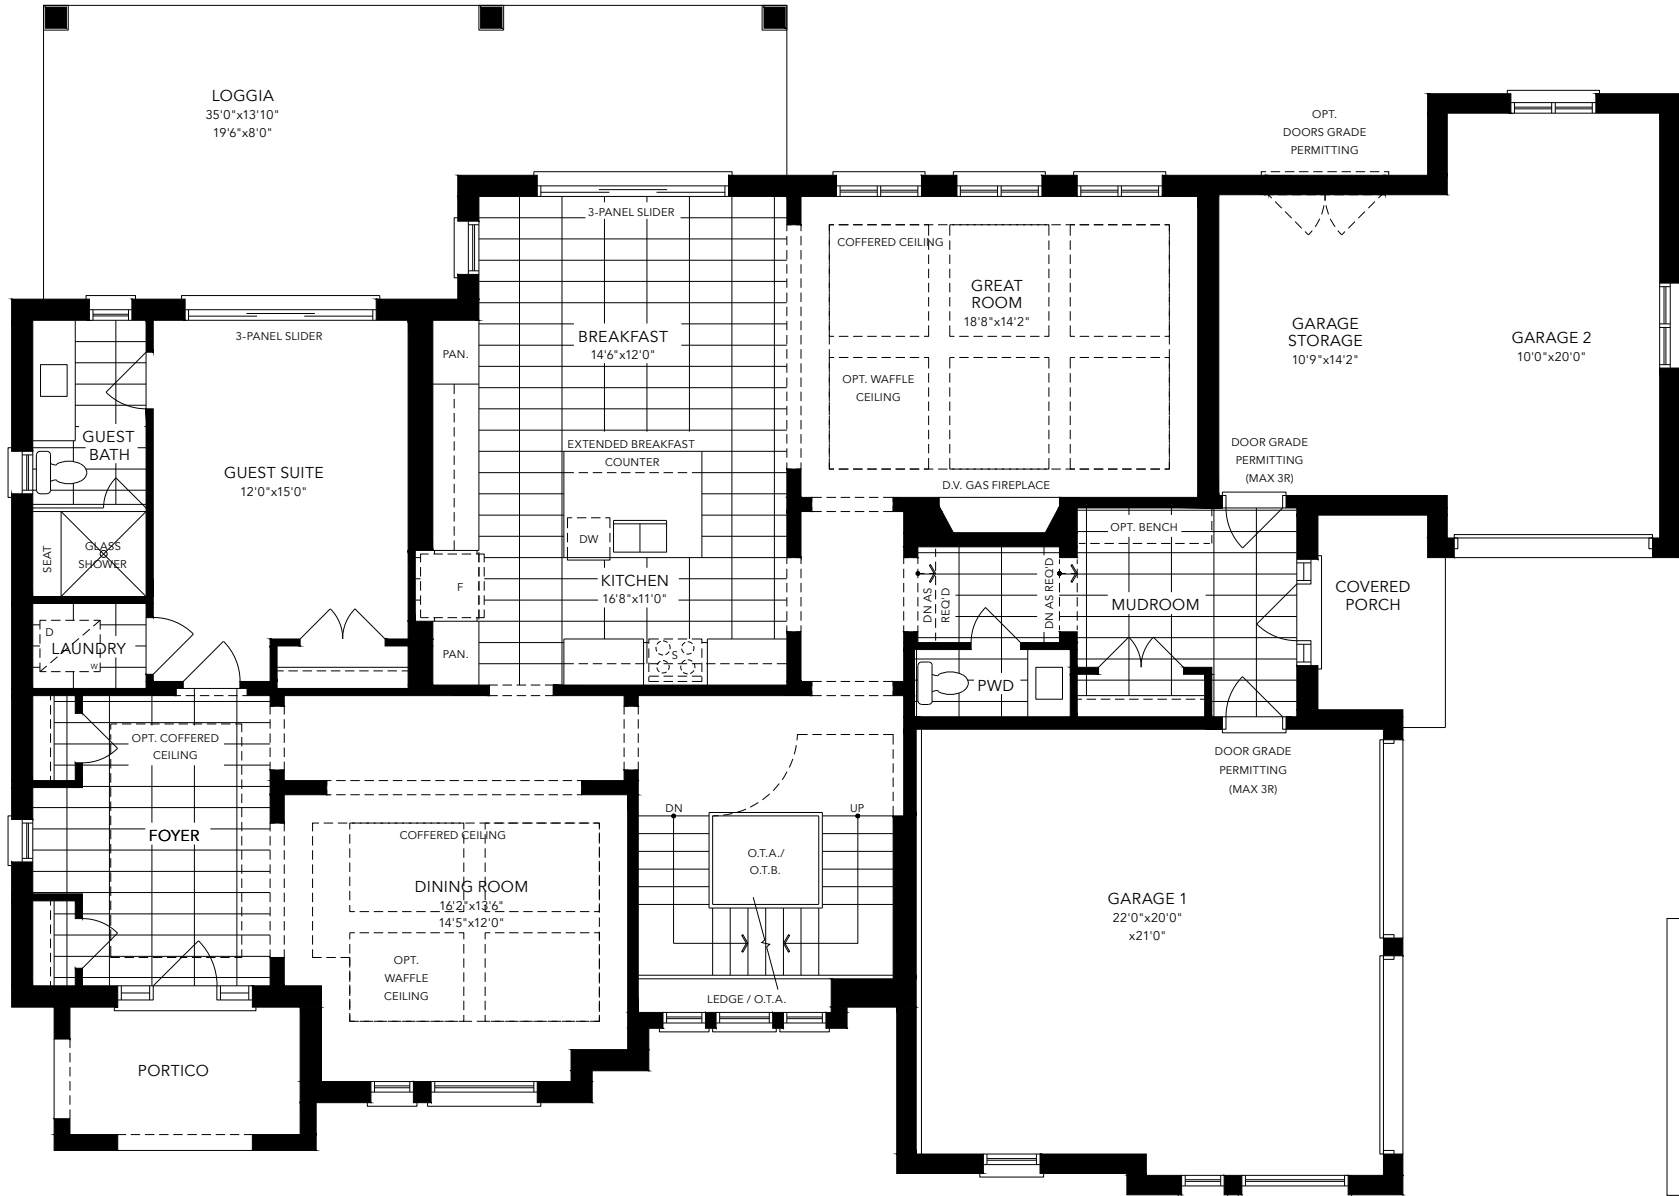 LOGGIA
35'0"x13'10"
19'6"x8'0"
OPT.
DOORS GRADE
PERMITTING
3-PANEL SLIDER
COFFERED CEILING
GREAT
ROOM
18'8"x14'2"
OPT. WAFFLE
CEILING
D.V. GAS FIREPLACE
GARAGE
STORAGE
10'9"x14'2"
GARAGE 2
10'0"x20'0"
3-PANEL SLIDER
PAN.
BREAKFAST
14'6"x12'0"
EXTENDED BREAKFAST
COUNTER
DW
KITCHEN
16'8"x11'0"
F
PAN.
S
GUEST
BATH
GUEST SUITE
12'0"x15'0"
SEAT
GLASS
SHOWER
D
LAUNDRY
W
DOOR GRADE
PERMITTING
(MAX 3R)
OPT. BENCH
DN AS
REQ'D
DN AS REQ'D
MUDROOM
COVERED
PORCH
PWD
OPT. COFFERED
CEILING
FOYER
COFFERED CEILING
DINING ROOM
16'2"x13'6"
14'5"x12'0"
OPT.
WAFFLE
CEILING
DN
UP
O.T.A./
O.T.B.
LEDGE / O.T.A.
DOOR GRADE
PERMITTING
(MAX 3R)
GARAGE 1
22'0"x20'0"
x21'0"
PORTICO